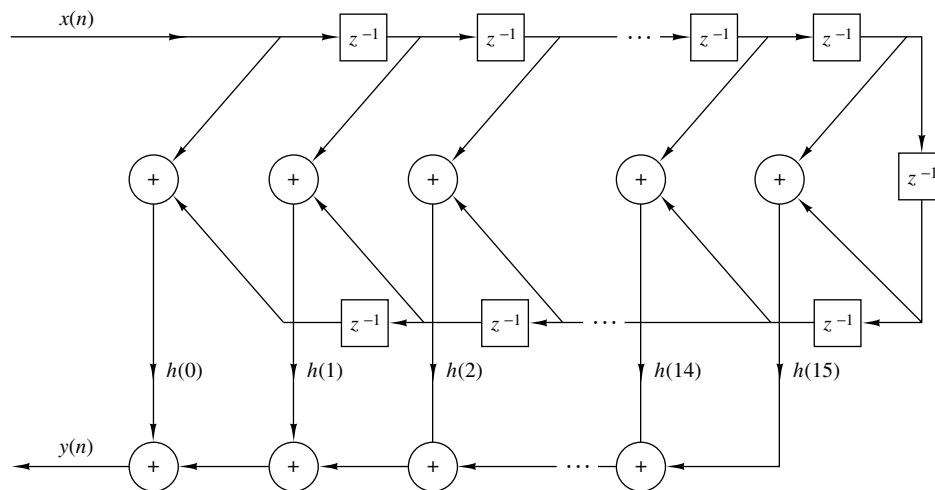 x(n)
z⁻¹ z⁻¹ ... z⁻¹ z⁻¹
+ + + + + z⁻¹
z⁻¹ z⁻¹ ... z⁻¹
h(0) h(1) h(2) h(14) h(15)
y(n)
+ + + ... +